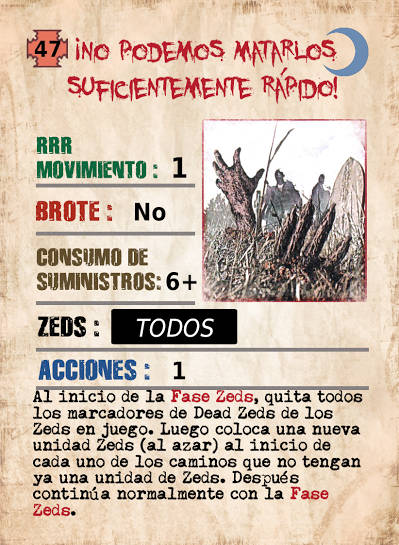 47 ¡NO PODEMOS MATARLOS
SUFICIENTEMENTE RÁPIDO!
RRR
MOVIMIENTO : 1
BROTE : No
CONSUMO DE
SUMINISTROS: 6+
ZEDS : TODOS
ACCIONES : 1
Al inicio de la Fase Zeds, quita todos
los marcadores de Dead Zeds de los
Zeds en juego. Luego coloca una nueva
unidad Zeds (al azar) al inicio de
cada uno de los caminos que no tengan
ya una unidad de Zeds. Después
continúa normalmente con la Fase
Zeds.